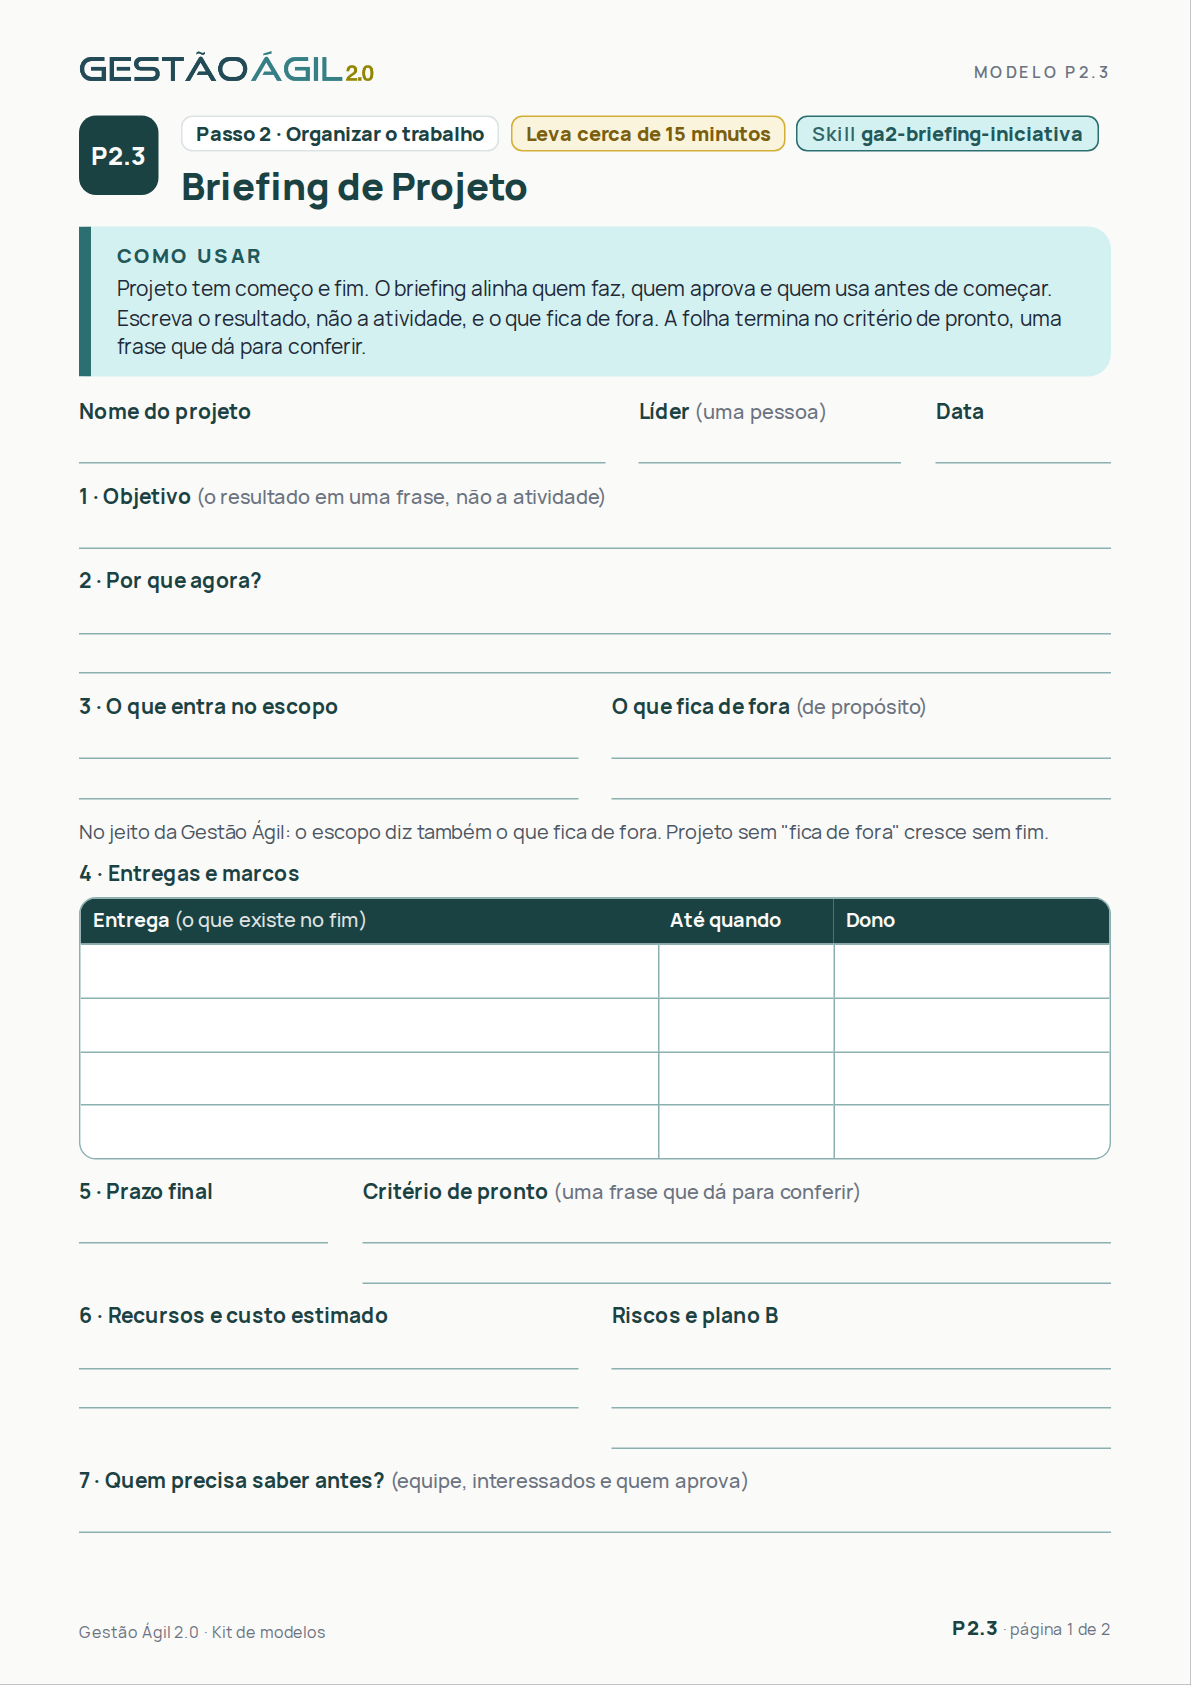 GESTÃOÁGIL2.0
MODELO P2.3
P2.3
Passo 2 · Organizar o trabalho
Leva cerca de 15 minutos
Skill ga2-briefing-iniciativa
Briefing de Projeto
COMO USAR
Projeto tem começo e fim. O briefing alinha quem faz, quem aprova e quem usa antes de começar.
Escreva o resultado, não a atividade, e o que fica de fora. A folha termina no critério de pronto, uma
frase que dá para conferir.
Nome do projeto
Líder (uma pessoa)
Data
1 · Objetivo (o resultado em uma frase, não a atividade)
2 · Por que agora?
3 · O que entra no escopo
O que fica de fora (de propósito)
No jeito da Gestão Ágil: o escopo diz também o que fica de fora. Projeto sem "fica de fora" cresce sem fim.
4 · Entregas e marcos
Entrega (o que existe no fim)
Até quando
Dono
5 · Prazo final
Critério de pronto (uma frase que dá para conferir)
6 · Recursos e custo estimado
Riscos e plano B
7 · Quem precisa saber antes? (equipe, interessados e quem aprova)
Gestão Ágil 2.0 · Kit de modelos
P2.3 · página 1 de 2